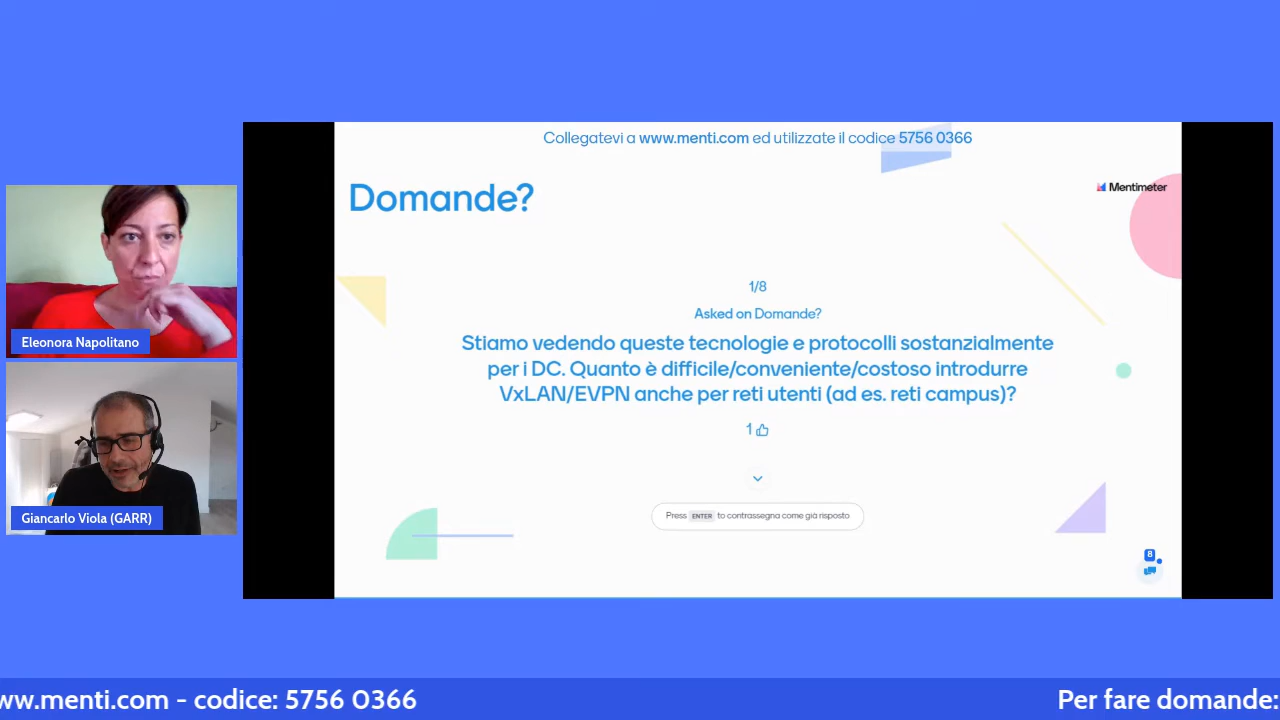 Collegatevi a www.menti.com ed utilizzate il codice 5756 0366
Domande?
Mentimeter
1/8
Asked on Domande?
Stiamo vedendo queste tecnologie e protocolli sostanzialmente
per i DC. Quanto è difficile/conveniente/costoso introdurre
VxLAN/EVPN anche per reti utenti (ad es. reti campus)?
1
Press ENTER to contrassegna come già risposto
8
Eleonora Napolitano
Giancarlo Viola (GARR)
ww.menti.com - codice: 5756 0366
Per fare domande: